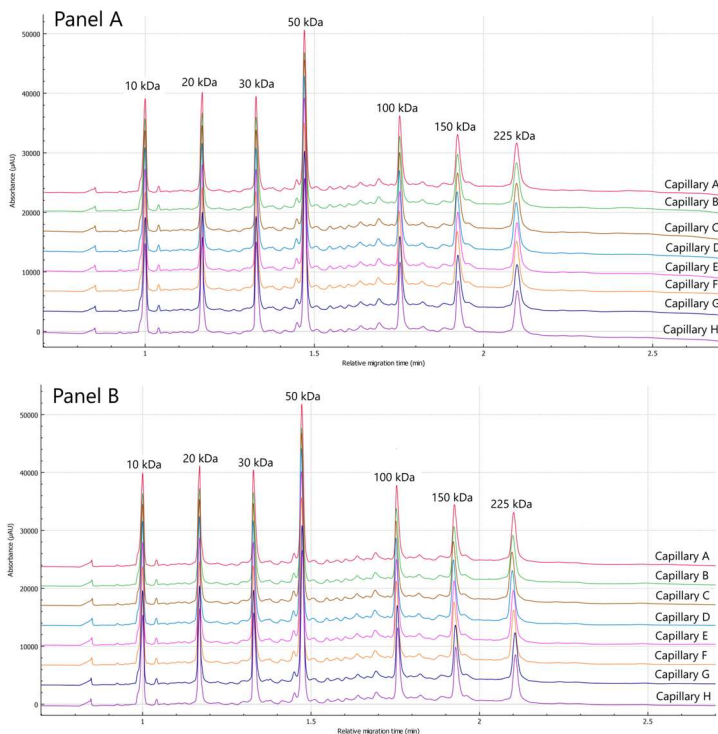 Panel A
50 kDa
50000
10 kDa
20 kDa
30 kDa
40000
100 kDa
150 kDa
225 kDa
Absorbance (µAU)
30000
Capillary A
Capillary B
20000
Capillary C
Capillary D
10000
Capillary E
Capillary F
Capillary G
0
Capillary H
1
1.5
2
2.5
Relative migration time (min)
Panel B
50 kDa
50000
10 kDa
20 kDa
30 kDa
40000
100 kDa
150 kDa
225 kDa
Absorbance (µAU)
30000
Capillary A
Capillary B
20000
Capillary C
Capillary D
10000
Capillary E
Capillary F
Capillary G
0
Capillary H
1
1.5
2
2.5
Relative migration time (min)